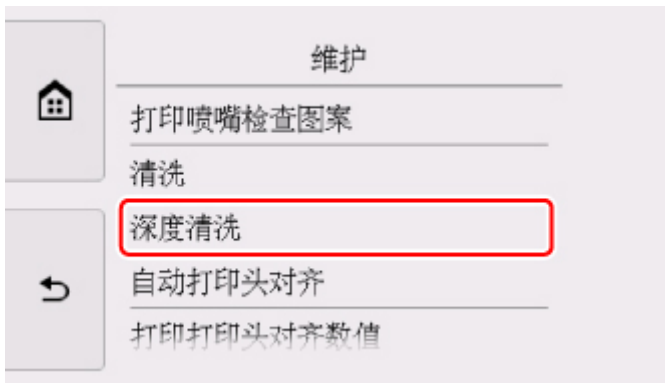 维护
打印喷嘴检查图案
清洗
深度清洗
自动打印头对齐
打印打印头对齐数值